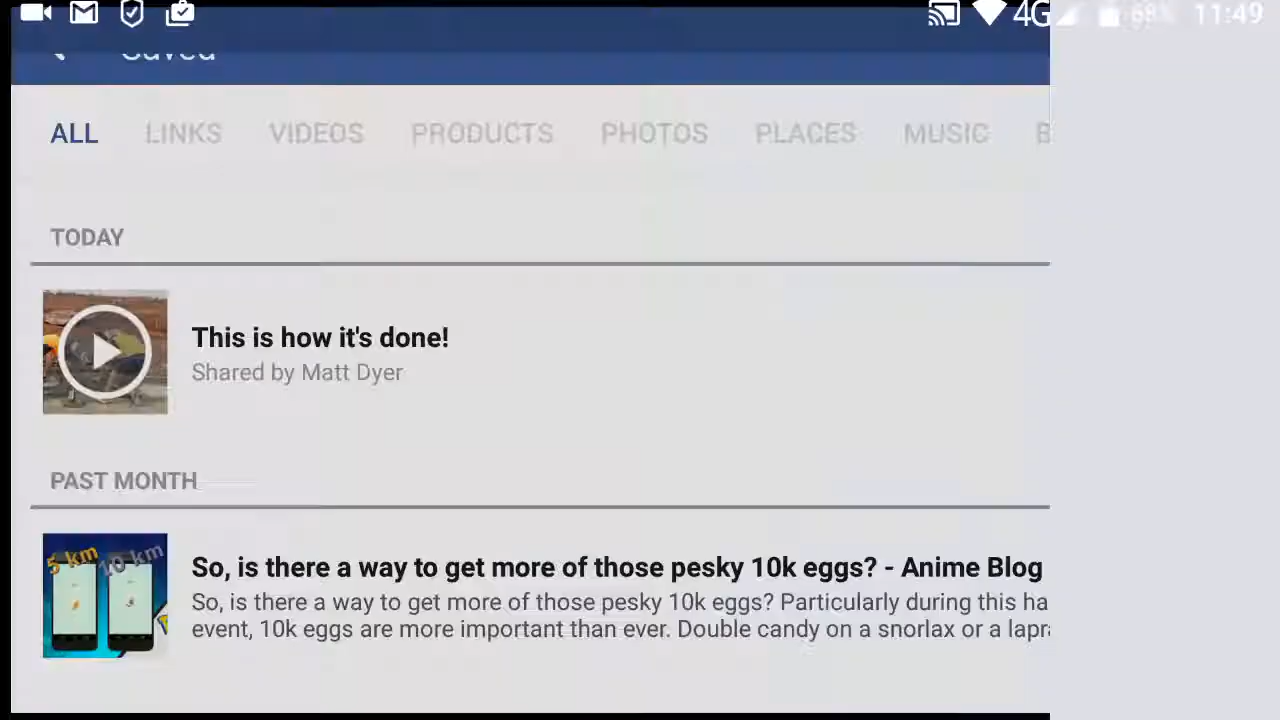 4G 68% 11:49
Saved
ALL LINKS VIDEOS PRODUCTS PHOTOS PLACES MUSIC B
TODAY
This is how it's done!
Shared by Matt Dyer
PAST MONTH
5 km 10 km
So, is there a way to get more of those pesky 10k eggs? - Anime Blog
So, is there a way to get more of those pesky 10k eggs? Particularly during this ha
event, 10k eggs are more important than ever. Double candy on a snorlax or a lapr